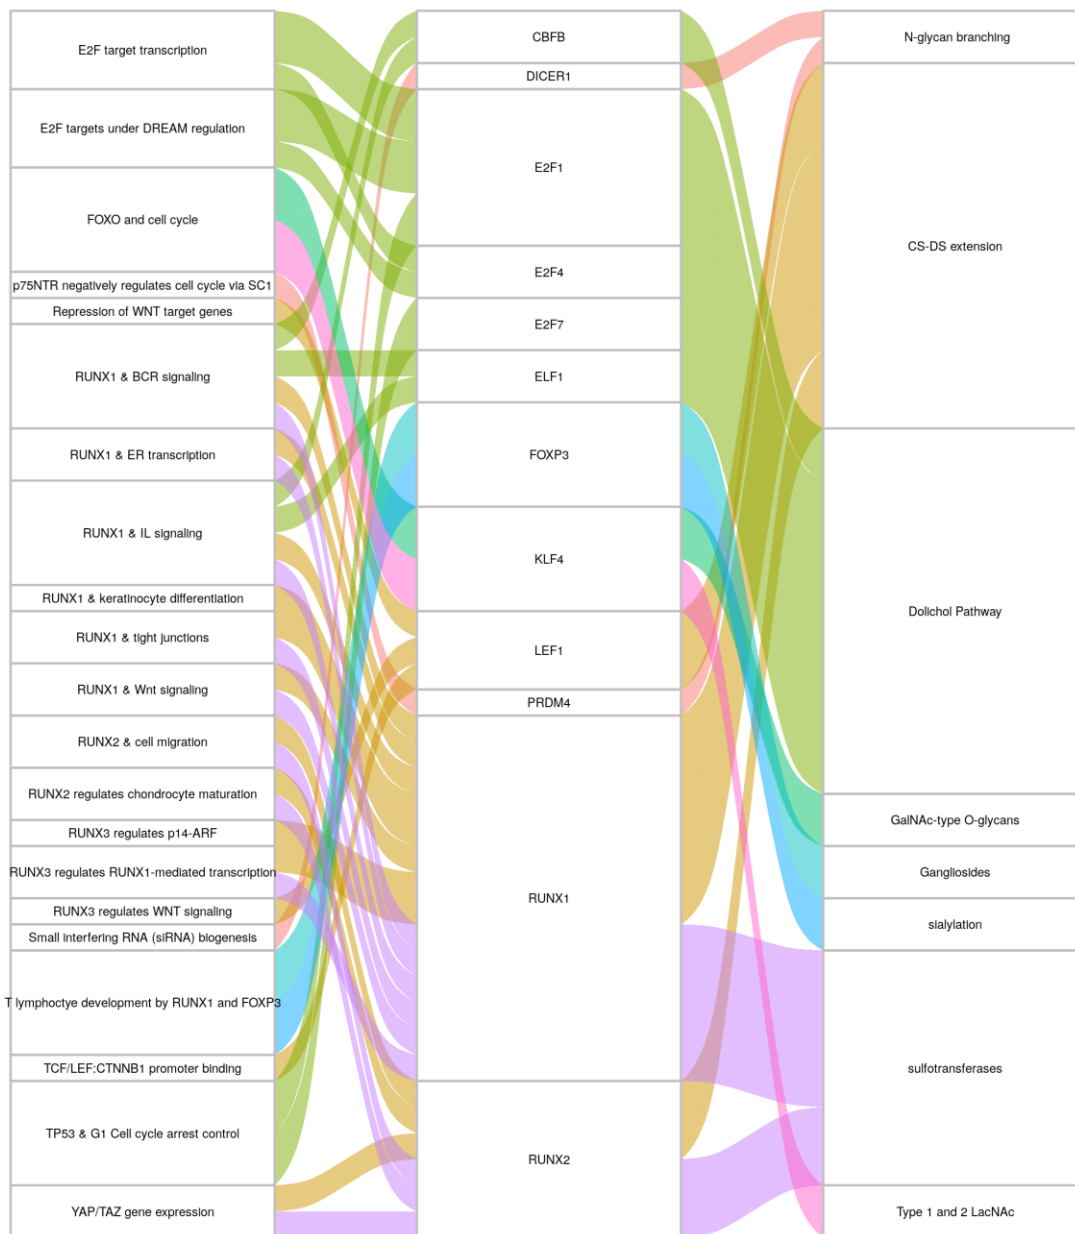 E2F target transcription
E2F targets under DREAM regulation
FOXO and cell cycle
p75NTR negatively regulates cell cycle via SC1
Repression of WNT target genes
RUNX1 & BCR signaling
RUNX1 & ER transcription
RUNX1 & IL signaling
RUNX1 & keratinocyte differentiation
RUNX1 & tight junctions
RUNX1 & Wnt signaling
RUNX2 & cell migration
RUNX2 regulates chondrocyte maturation
RUNX3 regulates p14-ARF
RUNX3 regulates RUNX1-mediated transcription
RUNX3 regulates WNT signaling
Small interfering RNA (siRNA) biogenesis
T lymphoctye development by RUNX1 and FOXP3
TCF/LEF:CTNNB1 promoter binding
TP53 & G1 Cell cycle arrest control
YAP/TAZ gene expression
CBFB
DICER1
E2F1
E2F4
E2F7
ELF1
FOXP3
KLF4
LEF1
PRDM4
RUNX1
RUNX2
N-glycan branching
CS-DS extension
Dolichol Pathway
GalNAc-type O-glycans
Gangliosides
sialylation
sulfotransferases
Type 1 and 2 LacNAc